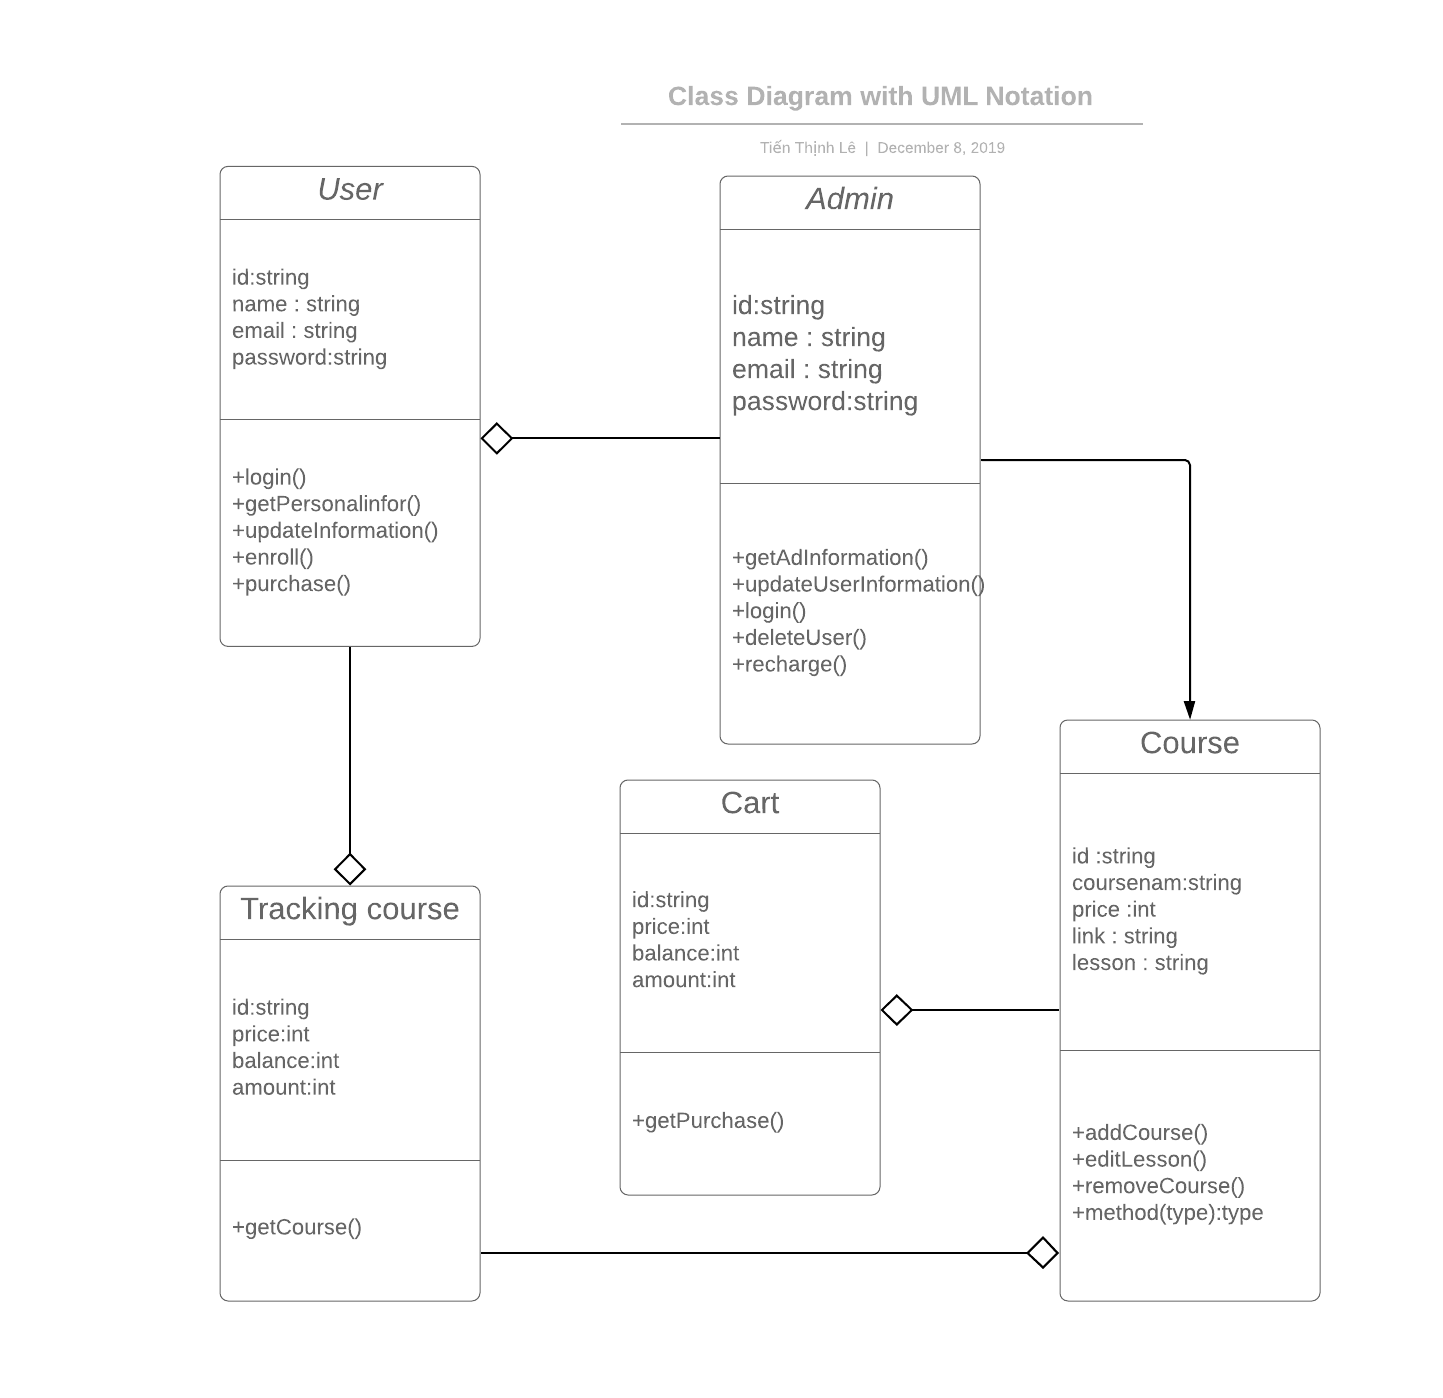 Class Diagram with UML Notation
Tiến Thịnh Lê | December 8, 2019
User
id:string
name : string
email : string
password:string
+login()
+getPersonalinfor()
+updateInformation()
+enroll()
+purchase()
Admin
id:string
name : string
email : string
password:string
+getAdInformation()
+updateUserInformation()
+login()
+deleteUser()
+recharge()
Tracking course
id:string
price:int
balance:int
amount:int
+getCourse()
Cart
id:string
price:int
balance:int
amount:int
+getPurchase()
Course
id :string
coursenam:string
price :int
link : string
lesson : string
+addCourse()
+editLesson()
+removeCourse()
+method(type):type